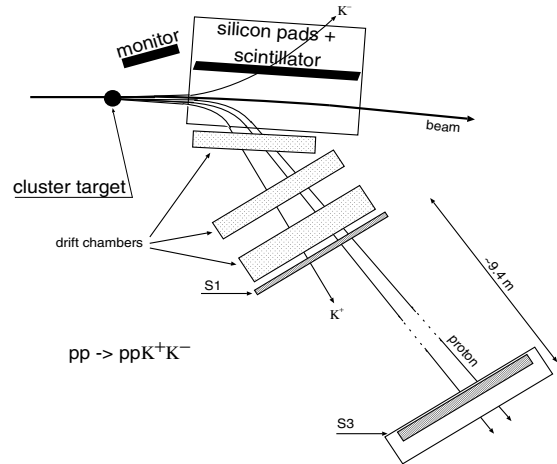 K⁻
monitor
silicon pads +
scintillator
beam
cluster target
drift chambers
S1
K⁺
~9.4 m
proton
pp -> ppK⁺K⁻
S3